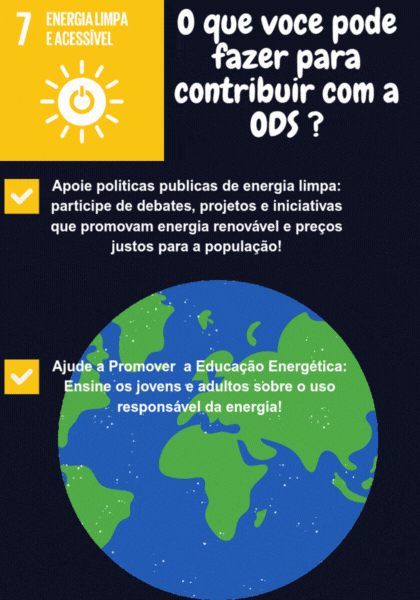 7 ENERGIA LIMPA
E ACESSÍVEL
O que voce pode
fazer para
contribuir com a
ODS ?
Apoie politicas publicas de energia limpa:
participe de debates, projetos e iniciativas
que promovam energia renovável e preços
justos para a população!
Ajude a Promover a Educação Energética:
Ensine os jovens e adultos sobre o uso
responsável da energia!